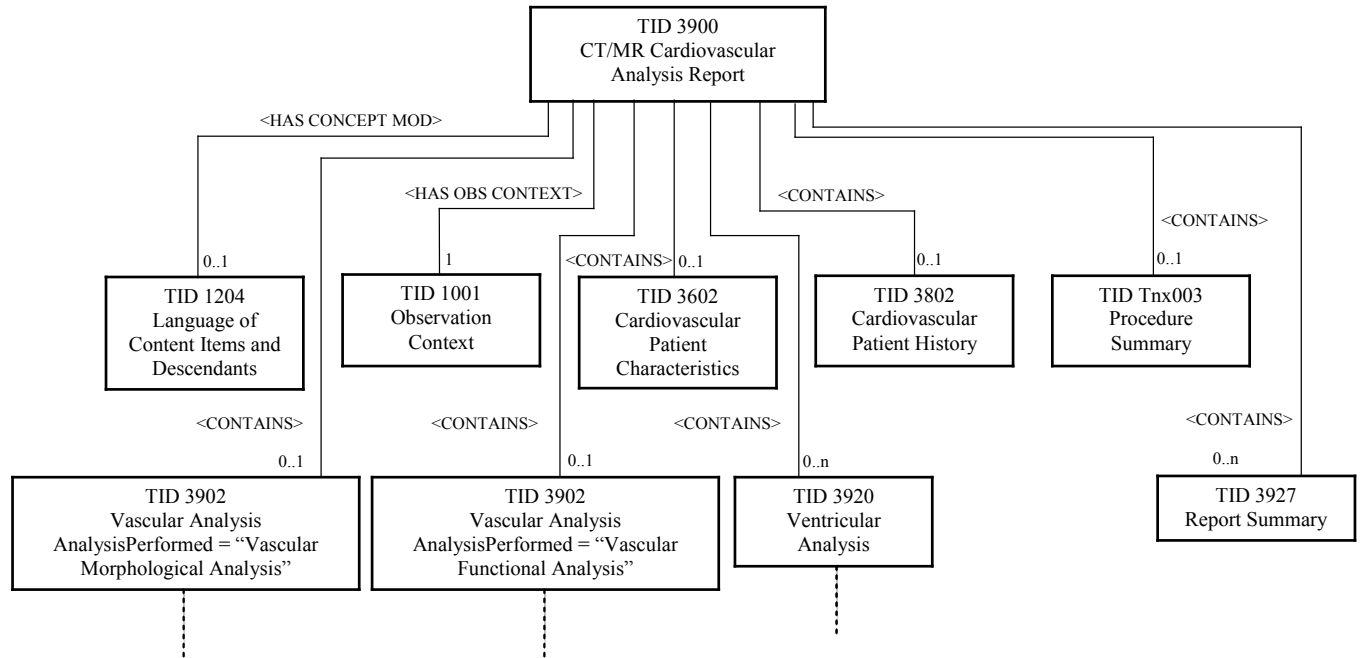 TID 3900
CT/MR Cardiovascular
Analysis Report
<HAS CONCEPT MOD>
<HAS OBS CONTEXT>
<CONTAINS>
<CONTAINS>
0..1
1
<CONTAINS>
0..1
0..1
0..1
TID 1204
Language of
Content Items and
Descendants
TID 1001
Observation
Context
TID 3602
Cardiovascular
Patient
Characteristics
TID 3802
Cardiovascular
Patient History
TID Tnx003
Procedure
Summary
<CONTAINS>
<CONTAINS>
<CONTAINS>
<CONTAINS>
0..1
0..1
0..n
0..n
TID 3902
Vascular Analysis
AnalysisPerformed = “Vascular
Morphological Analysis”
TID 3902
Vascular Analysis
AnalysisPerformed = “Vascular
Functional Analysis”
TID 3920
Ventricular
Analysis
TID 3927
Report Summary